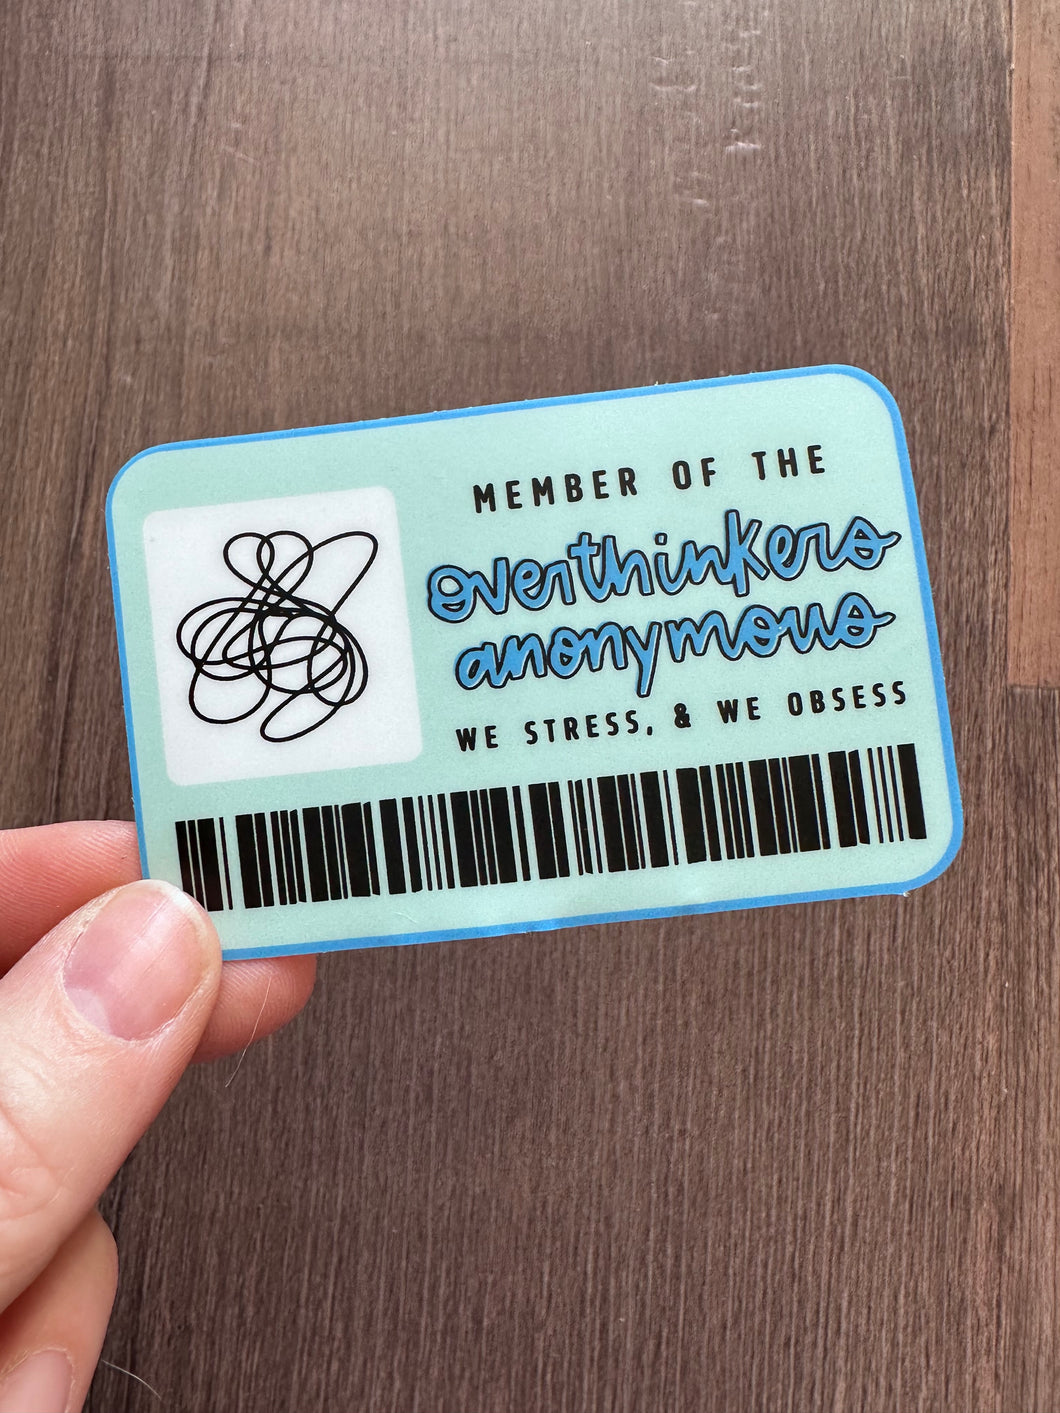 MEMBER OF THE
overthinkers
anonymous
WE STRESS, & WE OBSESS